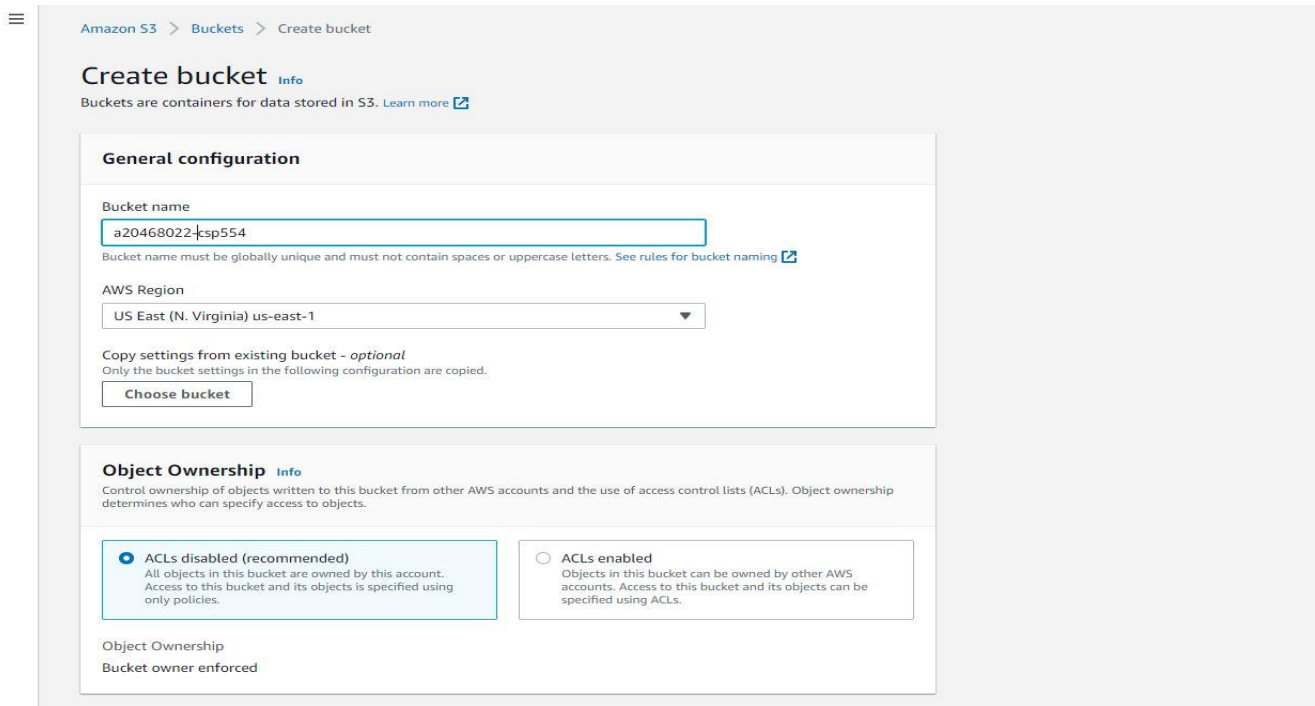 Amazon S3 > Buckets > Create bucket
Create bucket Info
Buckets are containers for data stored in S3. Learn more
General configuration
Bucket name
a20468022-csp554
Bucket name must be globally unique and must not contain spaces or uppercase letters. See rules for bucket naming
AWS Region
US East (N. Virginia) us-east-1
Copy settings from existing bucket - optional
Only the bucket settings in the following configuration are copied.
Choose bucket
Object Ownership Info
Control ownership of objects written to this bucket from other AWS accounts and the use of access control lists (ACLs). Object ownership
determines who can specify access to objects.
ACLs disabled (recommended)
All objects in this bucket are owned by this account.
Access to this bucket and its objects is specified using
only policies.
ACLs enabled
Objects in this bucket can be owned by other AWS
accounts. Access to this bucket and its objects can be
specified using ACLs.
Object Ownership
Bucket owner enforced